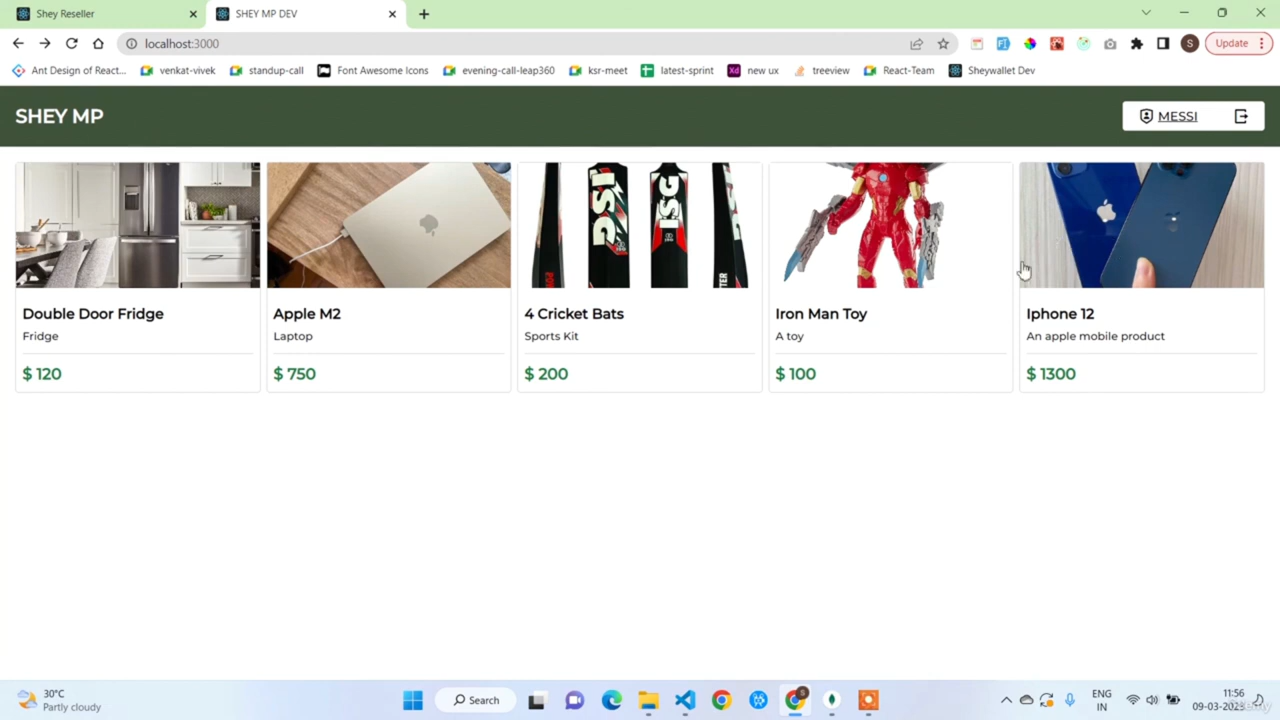 Shey Reseller
SHEY MP DEV
localhost:3000
Update
Ant Design of React...
venkat-vivek
standup-call
Font Awesome Icons
evening-call-leap360
ksr-meet
latest-sprint
new ux
treeview
React-Team
Sheywallet Dev
SHEY MP
MESSI
ISG
ISG
Double Door Fridge
Fridge
$ 120
Apple M2
Laptop
$ 750
4 Cricket Bats
Sports Kit
$ 200
Iron Man Toy
A toy
$ 100
Iphone 12
An apple mobile product
$ 1300
30°C
Partly cloudy
Search
ENG
IN
11:56
09-03-2023